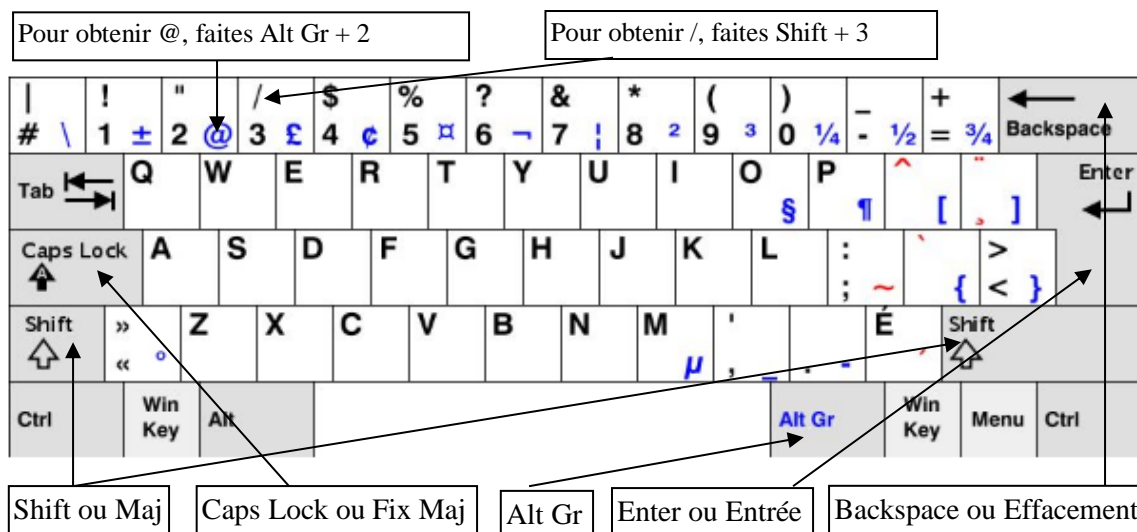 Pour obtenir @, faites Alt Gr + 2
Pour obtenir /, faites Shift + 3
| ! " / $ % ? & * ( ) _ +
# \ 1 ± 2 @ 3 £ 4 ¢ 5 ¤ 6 ¬ 7 ¦ 8 ² 9 ³ 0 ¼ - ½ = ¾ Backspace
Tab Q W E R T Y U I O P ^ ¨ Enter
§ ¶ [ ¸ ]
Caps Lock A S D F G H J K L : ` >
A ; ~ { < }
Shift » Z X C V B N M ' É Shift
« ° µ , _ . - ´
Ctrl Win Key Alt Alt Gr Win Key Menu Ctrl
Shift ou Maj
Caps Lock ou Fix Maj
Alt Gr
Enter ou Entrée
Backspace ou Effacement